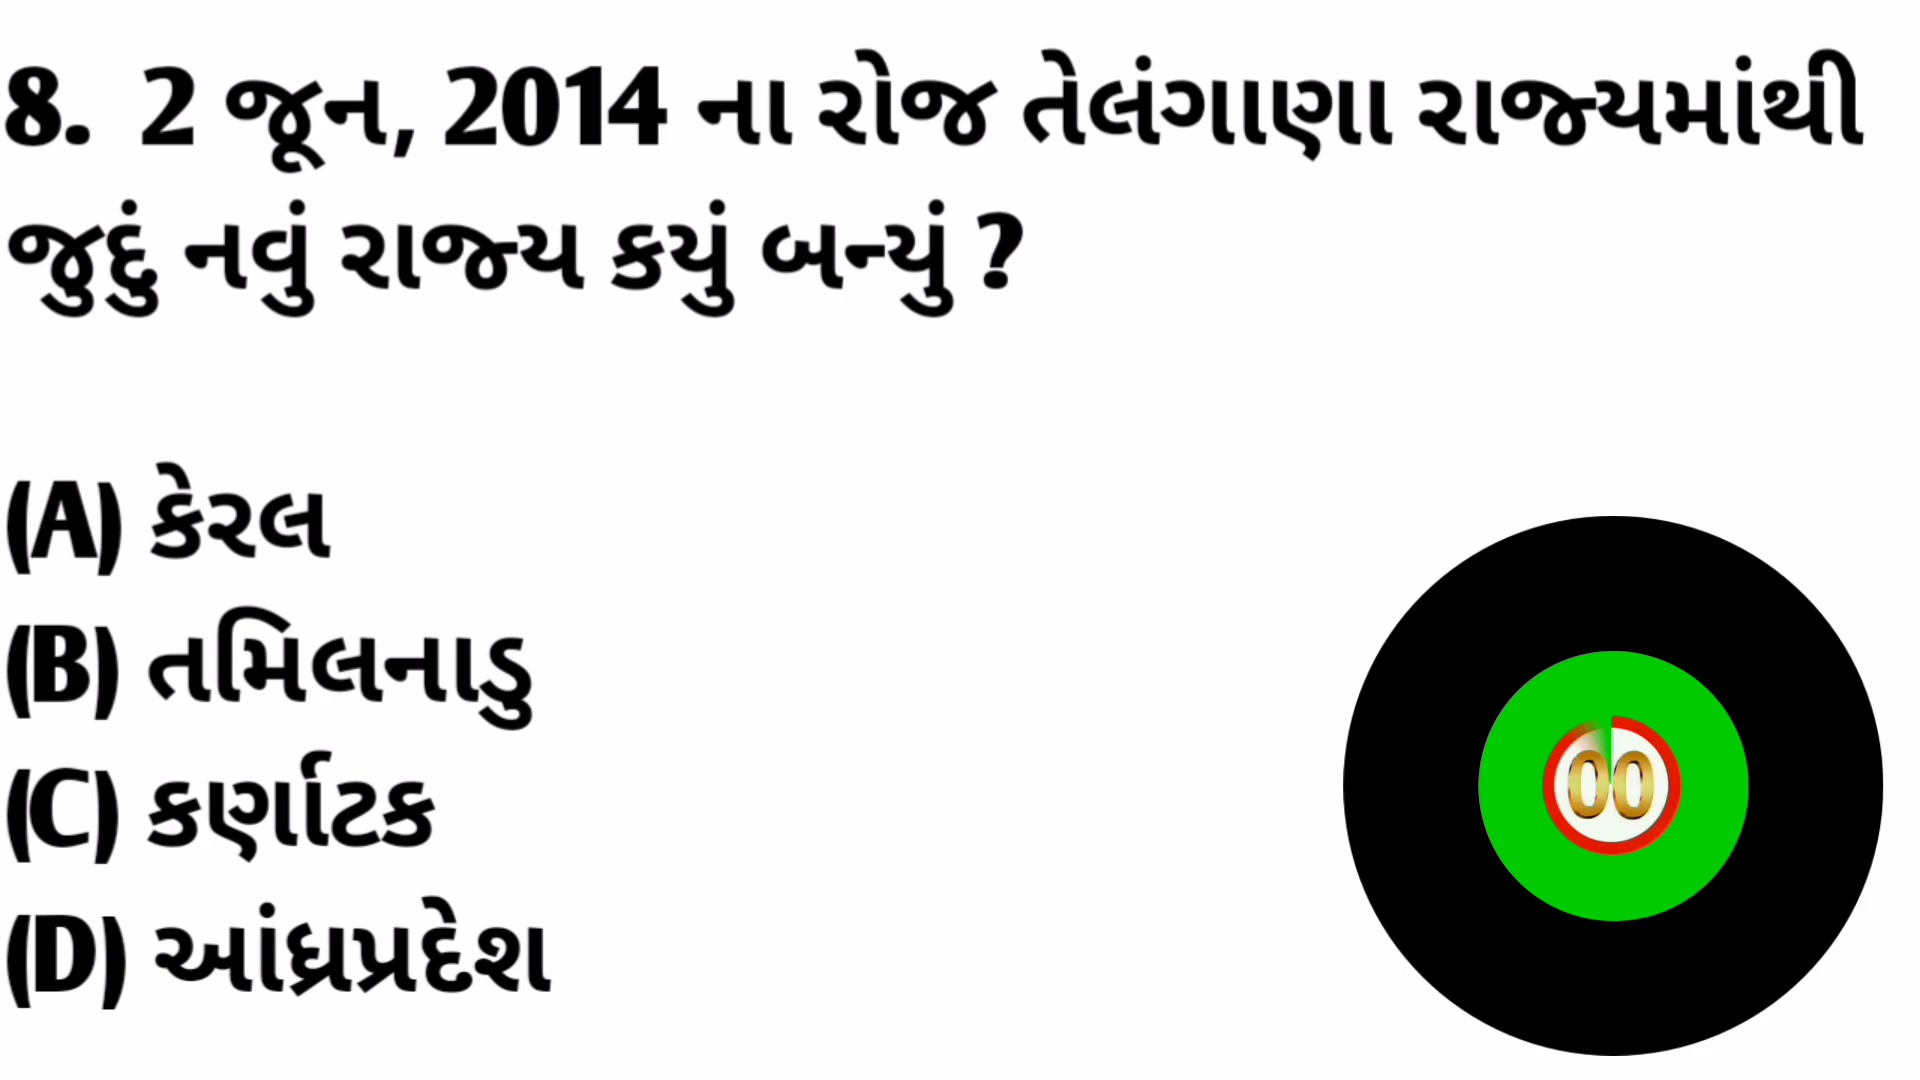 8. 2 જૂન, 2014 ના રોજ તેલંગાણા રાજ્યમાંથી
જુદું નવું રાજ્ય કયું બન્યું ?
(A) કેરલ
(B) તમિલનાડુ
(C) કર્ણાટક
(D) આંધ્રપ્રદેશ
00